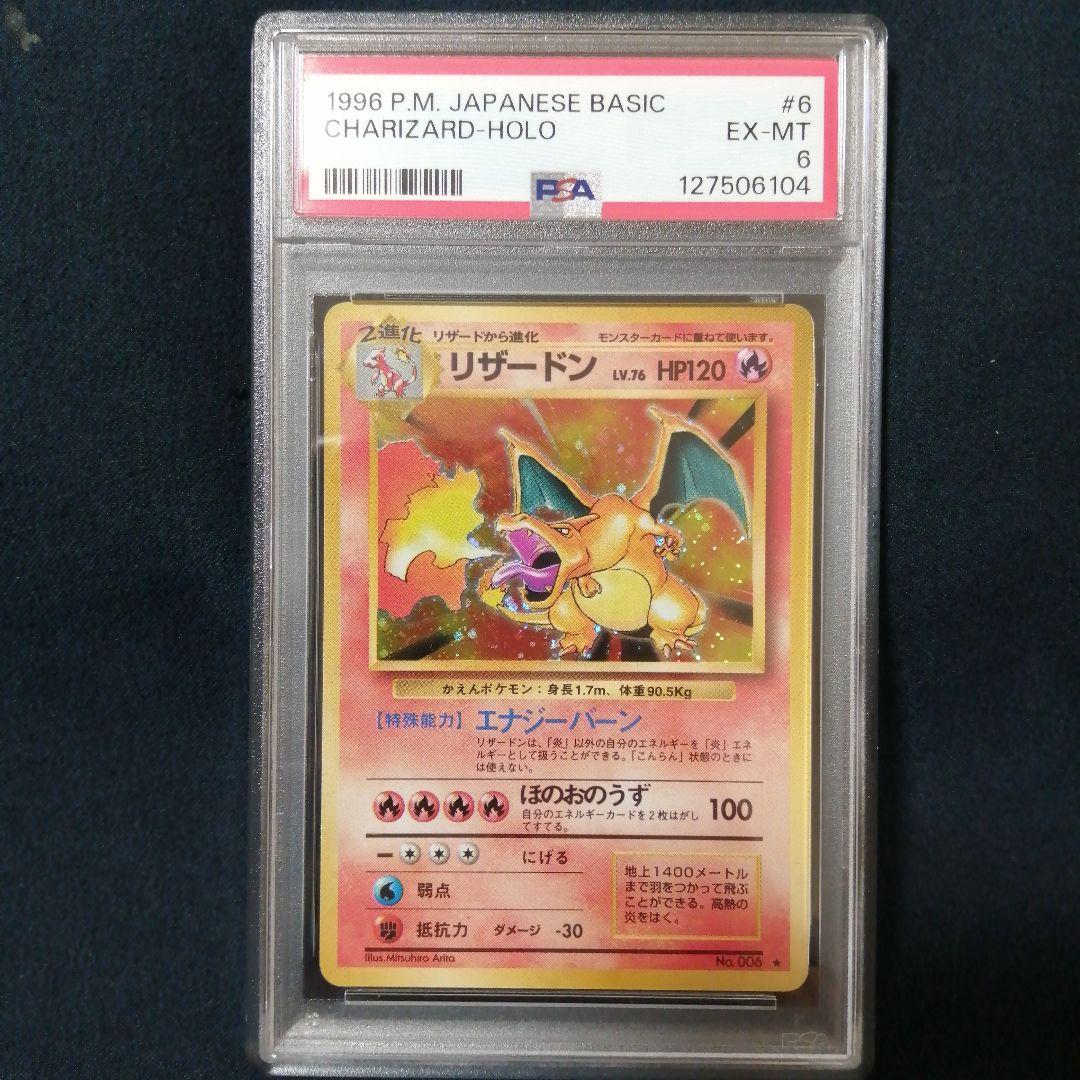 1996 P.M. JAPANESE BASIC #6
CHARIZARD-HOLO EX-MT
6
PSA 127506104
2進化 リザードから進化 モンスターカードに重ねて使います。
リザードン LV.76 HP120
かえんポケモン:身長1.7m、体重90.5Kg
【特殊能力】エナジーバーン
リザードンは、「炎」以外の自分のエネルギーを「炎」エネ
ルギーとして扱うことができる。「こんらん」状態のときに
は使えない。
ほのおのうず 100
自分のエネルギーカードを2枚はがし
てすてる。
にげる
弱点
抵抗力 ダメージ -30
地上1400メートル
まで羽をつかって飛ぶ
ことができる。高熱の
炎をはく。
Illus.Mitsuhiro Arita No. 006 ★
PSA